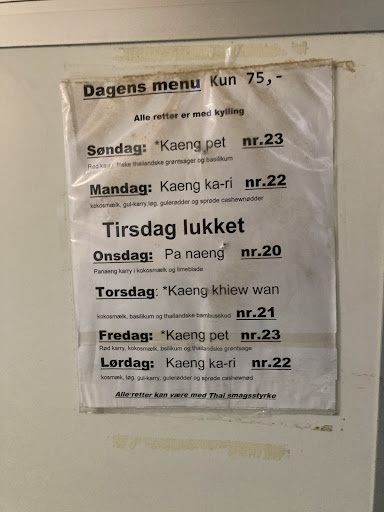 Dagens menu Kun 75,-
Alle retter er med kylling
Søndag: *Kaeng pet nr.23
Rød karry, friske thailandske grøntsager og basilikum
Mandag: Kaeng ka-ri nr.22
kokosmælk, gul-karry,løg, gulerødder og sprøde cashewnødder
Tirsdag lukket
Onsdag: Pa naeng nr.20
Panaeng karry i kokosmælk og limeblade
Torsdag: *Kaeng khiew wan
kokosmælk, basilikum og thailandske bambusskud nr.21
Fredag: *Kaeng pet nr.23
Rød karry, kokosmælk, basilikum og thailandske grøntsage
Lørdag: Kaeng ka-ri nr.22
kosmælk, løg, gul-karry, gulerødder og sprøde cashewnød
Alle retter kan være med Thai smagsstyrke